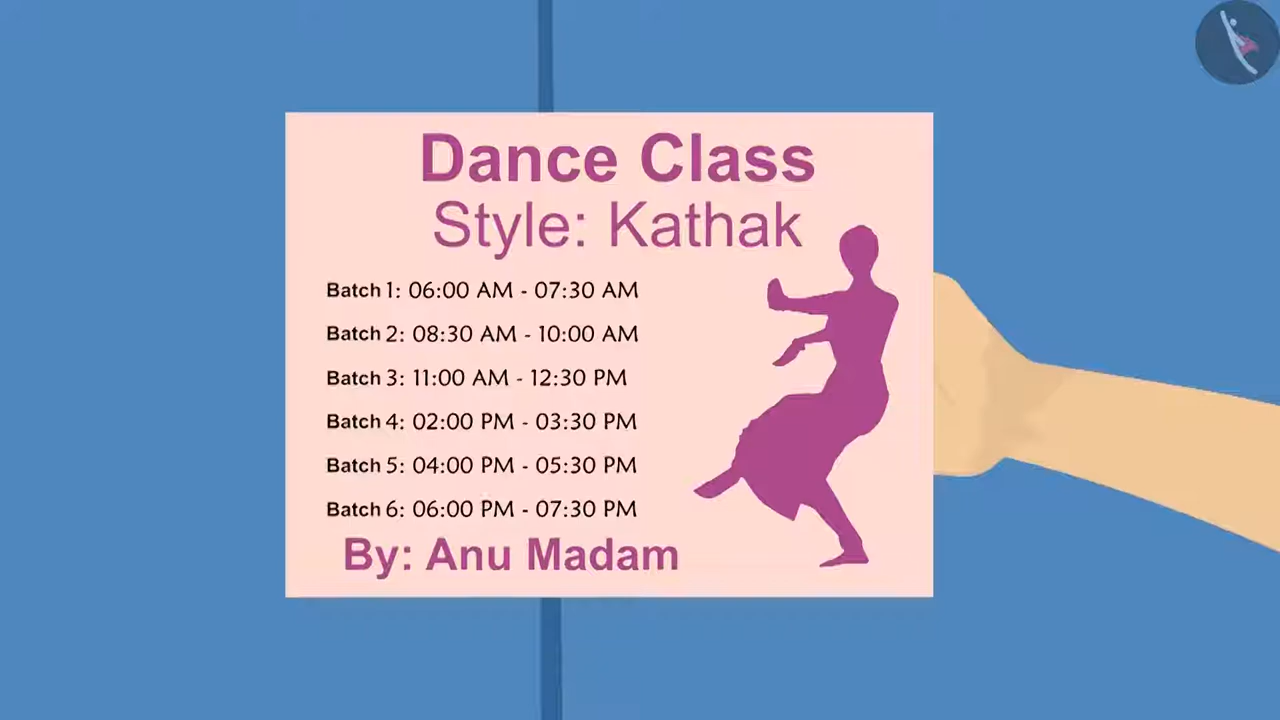 Dance Class
Style: Kathak
Batch 1: 06:00 AM - 07:30 AM
Batch 2: 08:30 AM - 10:00 AM
Batch 3: 11:00 AM - 12:30 PM
Batch 4: 02:00 PM - 03:30 PM
Batch 5: 04:00 PM - 05:30 PM
Batch 6: 06:00 PM - 07:30 PM
By: Anu Madam